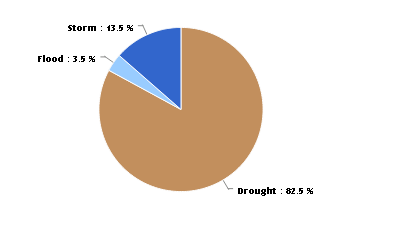 Storm : 13.5 %
Flood : 3.5 %
Drought : 82.5 %